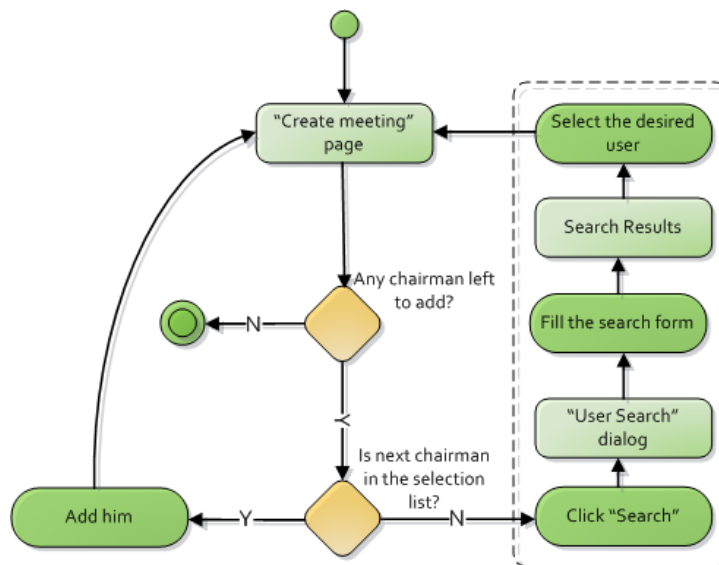 “Create meeting”
page
Select the desired
user
Search Results
Any chairman left
to add?
N
Fill the search form
Y
“User Search”
dialog
Is next chairman
in the selection
list?
Add him
Y
N
Click “Search”